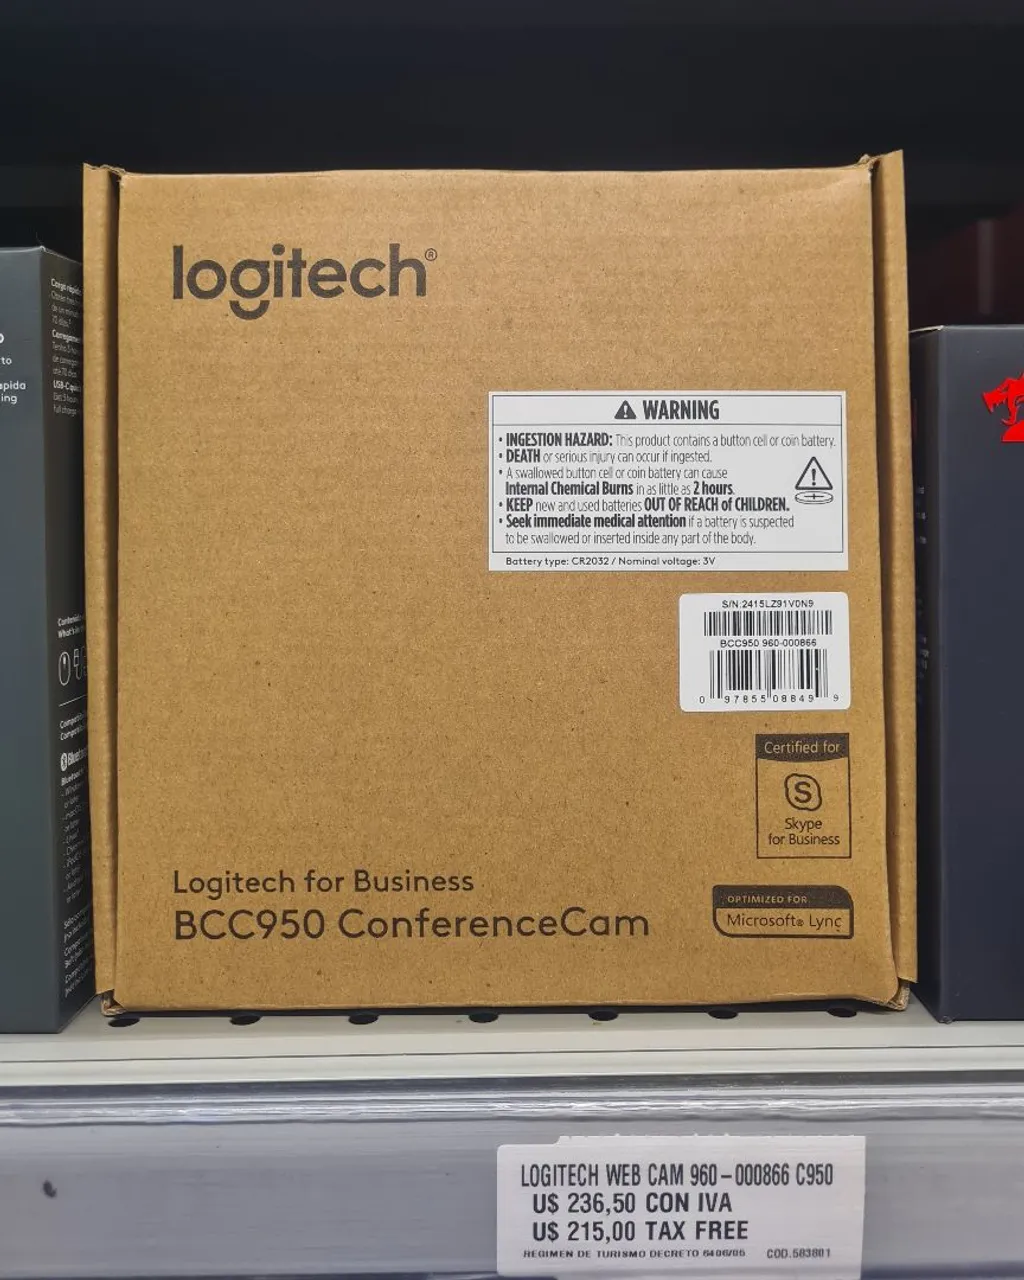 logitech®
⚠ WARNING
• INGESTION HAZARD: This product contains a button cell or coin battery.
• DEATH or serious injury can occur if ingested.
• A swallowed button cell or coin battery can cause
Internal Chemical Burns in as little as 2 hours.
• KEEP new and used batteries OUT OF REACH of CHILDREN.
• Seek immediate medical attention if a battery is suspected
to be swallowed or inserted inside any part of the body.
Battery type: CR2032 / Nominal voltage: 3V
S/N:2415LZ91V0N9
BCC950 960-000866
0 97855 08849 9
Certified for
Skype
for Business
Logitech for Business
BCC950 ConferenceCam
OPTIMIZED FOR
Microsoft® Lync
to
ing
LOGITECH WEB CAM 960-000866 C950
U$ 236,50 CON IVA
U$ 215,00 TAX FREE
REGIMEN DE TURISMO DECRETO 6406/05 COD.583801